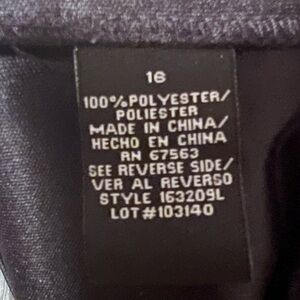 16
100% POLYESTER/
POLIESTER
MADE IN CHINA/
HECHO EN CHINA
RN 67563
SEE REVERSE SIDE/
VER AL REVERSO
STYLE 163209L
LOT #103140